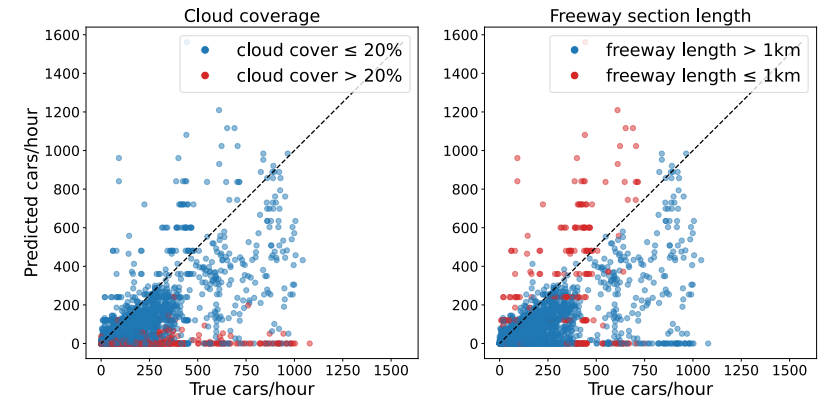 Cloud coverage
cloud cover ≤ 20%
cloud cover > 20%
Predicted cars/hour
1600
1400
1200
1000
800
600
400
200
0
0 250 500 750 1000 1250 1500
True cars/hour
Freeway section length
freeway length > 1km
freeway length ≤ 1km
1600
1400
1200
1000
800
600
400
200
0
0 250 500 750 1000 1250 1500
True cars/hour